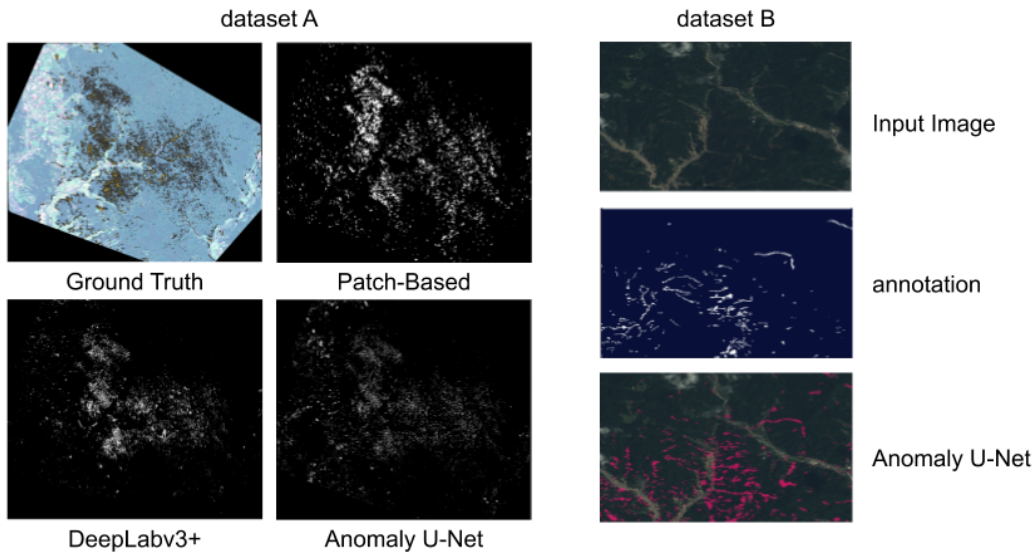 dataset A
dataset B
Ground Truth
Patch-Based
DeepLabv3+
Anomaly U-Net
Input Image
annotation
Anomaly U-Net